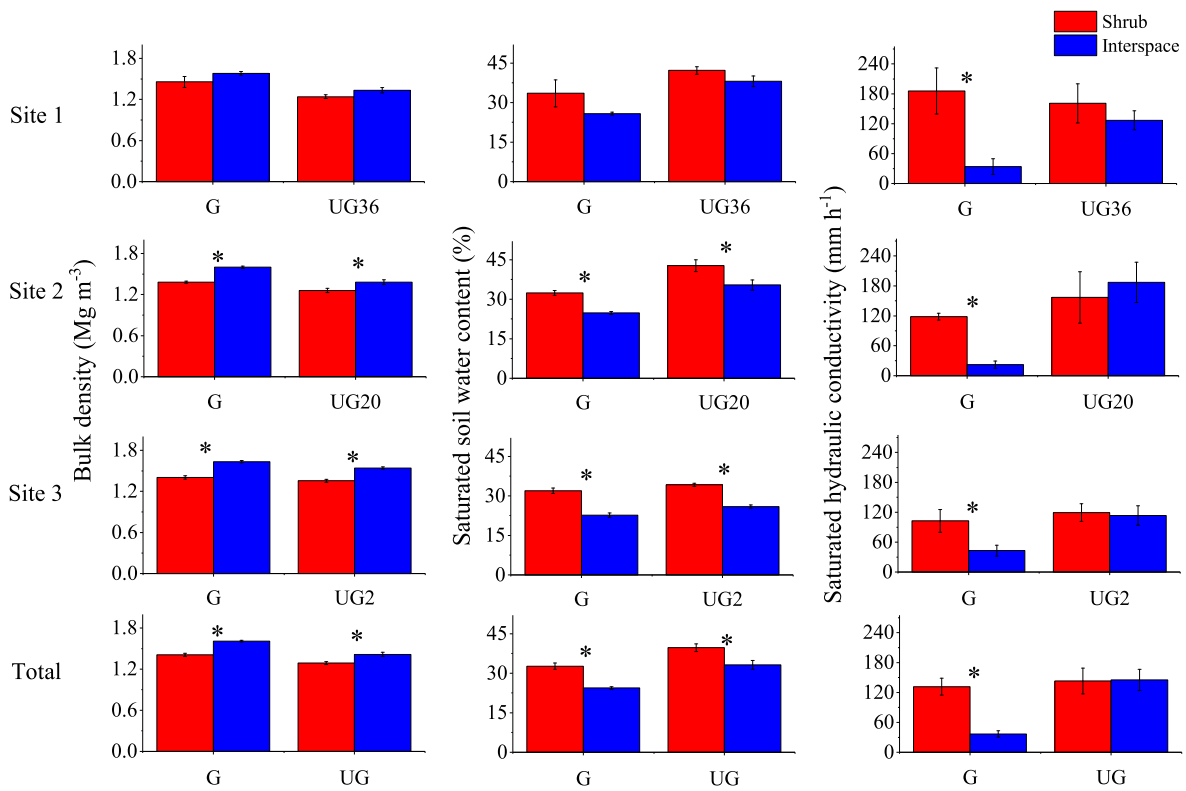 Shrub
Interspace
Site 1
Site 2
Site 3
Total
Bulk density (Mg m-3)
1.8
1.2
0.6
0.0
G
UG36
1.8
* *
1.2
0.6
0.0
G
UG20
1.8
* *
1.2
0.6
0.0
G
UG2
1.8
* *
1.2
0.6
0.0
G
UG
Saturated soil water content (%)
45
30
15
0
G
UG36
45
* *
30
15
0
G
UG20
45
* *
30
15
0
G
UG2
45
* *
30
15
0
G
UG
Saturated hydraulic conductivity (mm h-1)
240
*
180
120
60
0
G
UG36
240
180
120
*
60
0
G
UG20
240
180
120
*
60
0
G
UG2
240
180
*
120
60
0
G
UG